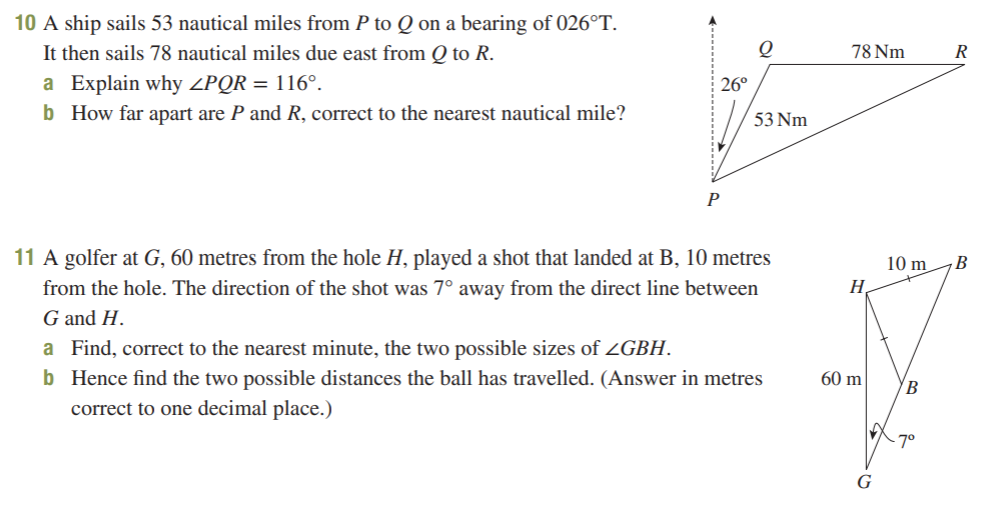 10 A ship sails 53 nautical miles from P to Q on a bearing of 026°T.
It then sails 78 nautical miles due east from Q to R.
a Explain why ∠PQR = 116°.
b How far apart are P and R, correct to the nearest nautical mile?
Q
78 Nm
R
26°
53 Nm
P
11 A golfer at G, 60 metres from the hole H, played a shot that landed at B, 10 metres
from the hole. The direction of the shot was 7° away from the direct line between
G and H.
a Find, correct to the nearest minute, the two possible sizes of ∠GBH.
b Hence find the two possible distances the ball has travelled. (Answer in metres
correct to one decimal place.)
10 m
B
H
60 m
B
7°
G